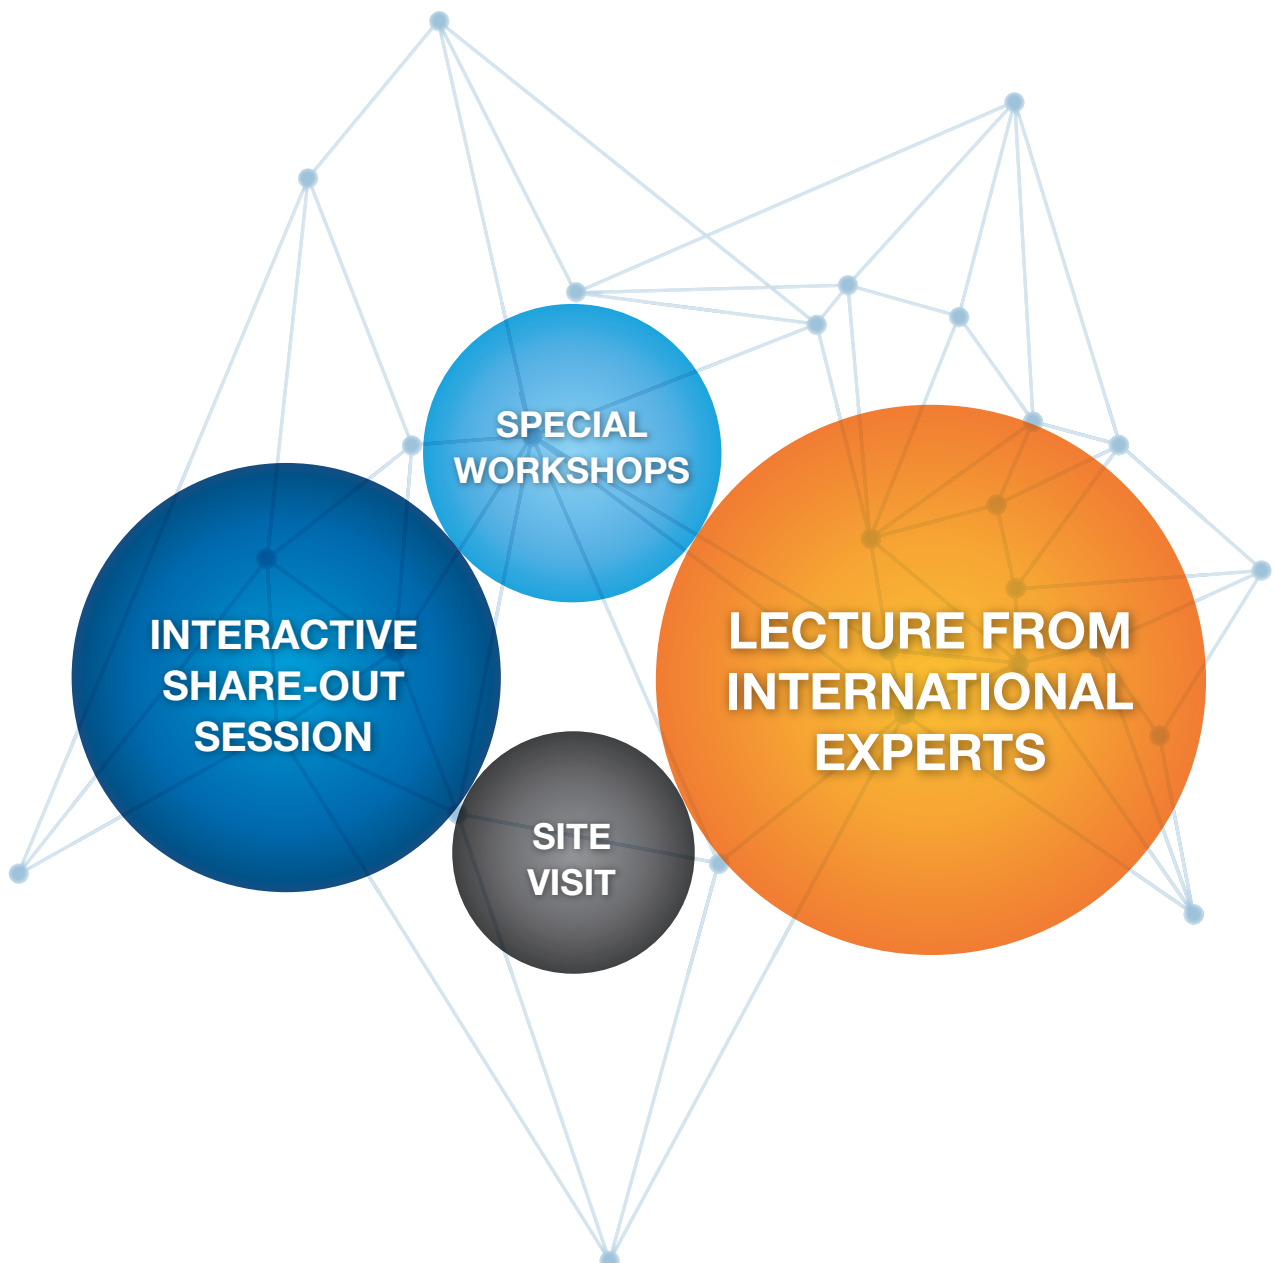 SPECIAL
WORKSHOPS
INTERACTIVE
SHARE-OUT
SESSION
LECTURE FROM
INTERNATIONAL
EXPERTS
SITE
VISIT